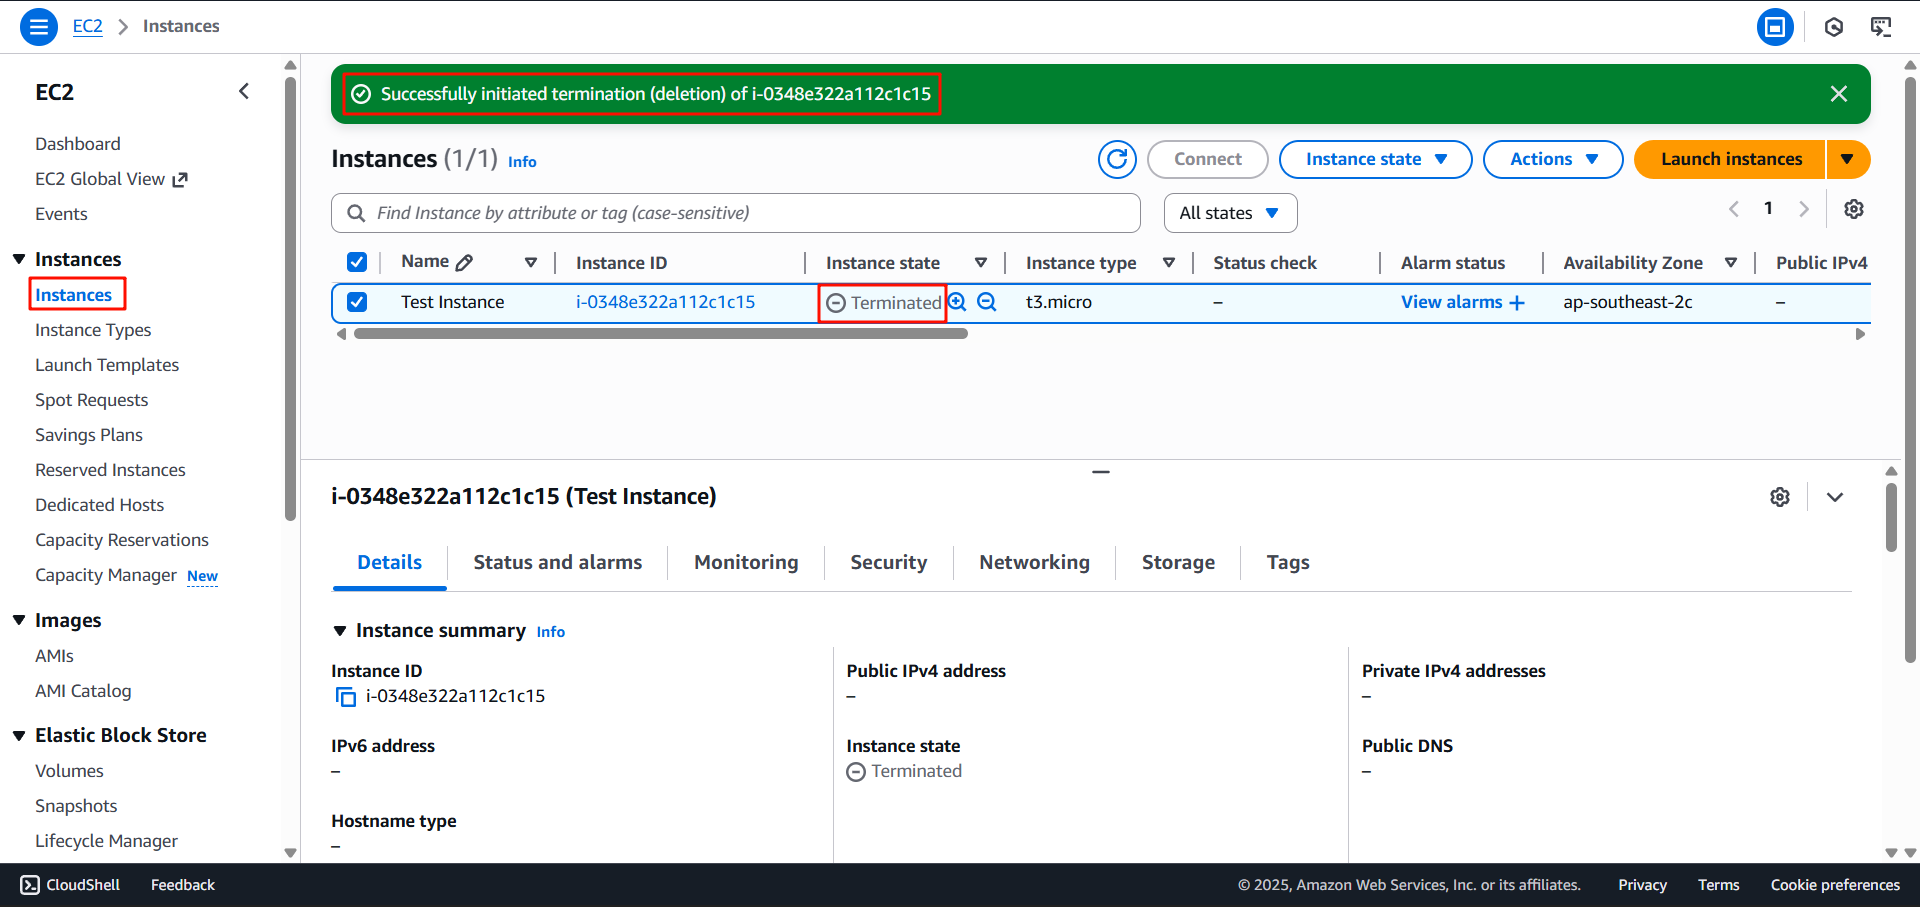 EC2 > Instances
EC2
Dashboard
EC2 Global View
Events
Instances
Instances
Instance Types
Launch Templates
Spot Requests
Savings Plans
Reserved Instances
Dedicated Hosts
Capacity Reservations
Capacity Manager New
Images
AMIs
AMI Catalog
Elastic Block Store
Volumes
Snapshots
Lifecycle Manager
Successfully initiated termination (deletion) of i-0348e322a112c1c15
Instances (1/1) Info
Connect
Instance state
Actions
Launch instances
Find Instance by attribute or tag (case-sensitive)
All states
1
Name Instance ID Instance state Instance type Status check Alarm status Availability Zone Public IPv4
Test Instance i-0348e322a112c1c15 Terminated t3.micro – View alarms + ap-southeast-2c –
i-0348e322a112c1c15 (Test Instance)
Details Status and alarms Monitoring Security Networking Storage Tags
Instance summary Info
Instance ID
i-0348e322a112c1c15
Public IPv4 address
–
Private IPv4 addresses
–
IPv6 address
–
Instance state
Terminated
Public DNS
–
Hostname type
–
CloudShell Feedback © 2025, Amazon Web Services, Inc. or its affiliates. Privacy Terms Cookie preferences